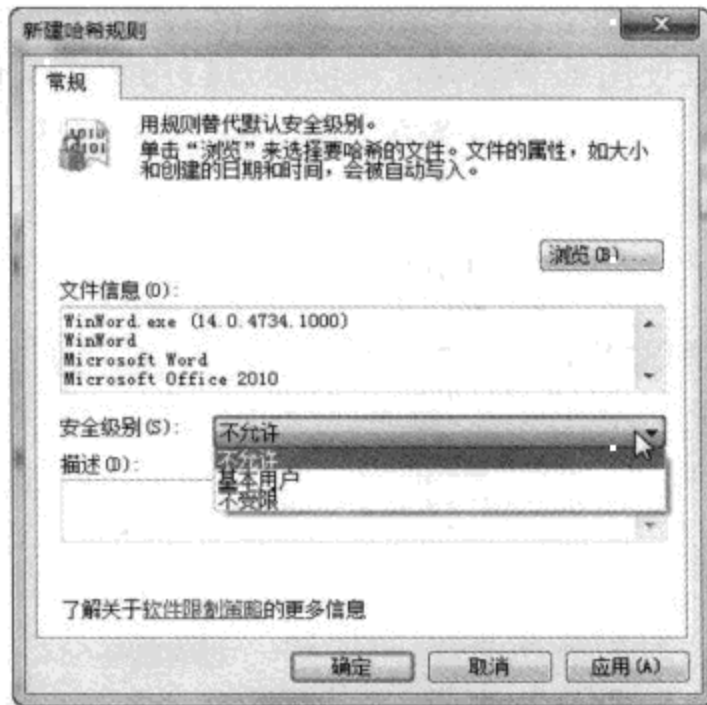 新建哈希规则
常规
用规则替代默认安全级别。
单击“浏览”来选择要哈希的文件。文件的属性，如大小
和创建的日期和时间，会被自动写入。
浏览(B)...
文件信息(O):
WinWord.exe (14.0.4734.1000)
WinWord
Microsoft Word
Microsoft Office 2010
安全级别(S):
不允许
不允许
描述(D):
基本用户
不受限
了解关于软件限制策略的更多信息
确定
取消
应用(A)